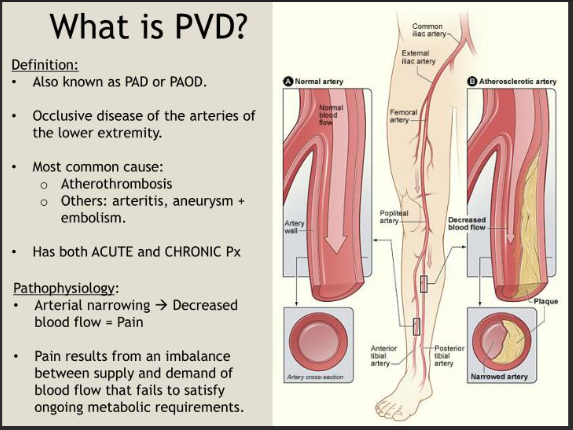 What is PVD?
Definition:
• Also known as PAD or PAOD.
• Occlusive disease of the arteries of
the lower extremity.
• Most common cause:
o Atherothrombosis
o Others: arteritis, aneurysm +
embolism.
• Has both ACUTE and CHRONIC Px
Pathophysiology:
• Arterial narrowing → Decreased
blood flow = Pain
• Pain results from an imbalance
between supply and demand of
blood flow that fails to satisfy
ongoing metabolic requirements.
A Normal artery
Normal
blood
flow
Artery
wall
Artery cross-section
Common
iliac artery
External
iliac artery
Femoral
artery
Popliteal
artery
Anterior
tibial
artery
Posterior
tibial
artery
B Atherosclerotic artery
Decreased
blood flow
Plaque
Narrowed artery